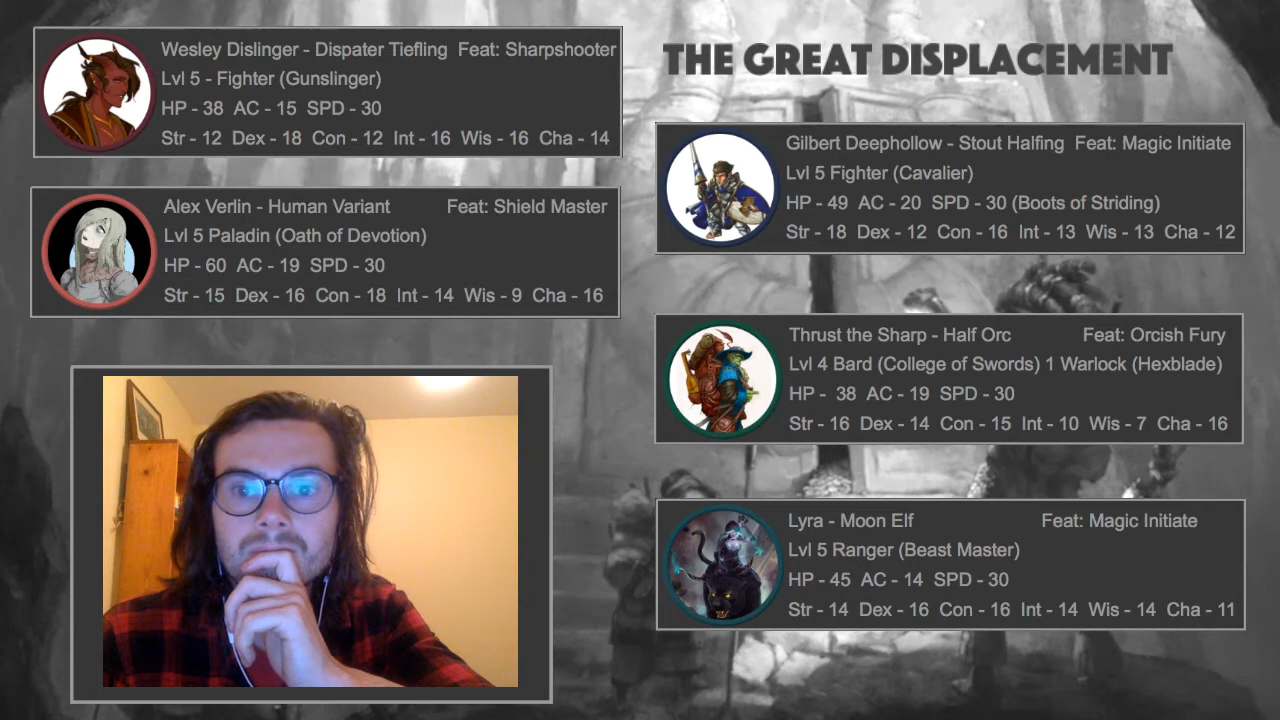 Wesley Dislinger - Dispater Tiefling Feat: Sharpshooter
Lvl 5 - Fighter (Gunslinger)
HP - 38 AC - 15 SPD - 30
Str - 12 Dex - 18 Con - 12 Int - 16 Wis - 16 Cha - 14
Alex Verlin - Human Variant Feat: Shield Master
Lvl 5 Paladin (Oath of Devotion)
HP - 60 AC - 19 SPD - 30
Str - 15 Dex - 16 Con - 18 Int - 14 Wis - 9 Cha - 16
THE GREAT DISPLACEMENT
Gilbert Deephollow - Stout Halfing Feat: Magic Initiate
Lvl 5 Fighter (Cavalier)
HP - 49 AC - 20 SPD - 30 (Boots of Striding)
Str - 18 Dex - 12 Con - 16 Int - 13 Wis - 13 Cha - 12
Thrust the Sharp - Half Orc Feat: Orcish Fury
Lvl 4 Bard (College of Swords) 1 Warlock (Hexblade)
HP - 38 AC - 19 SPD - 30
Str - 16 Dex - 14 Con - 15 Int - 10 Wis - 7 Cha - 16
Lyra - Moon Elf Feat: Magic Initiate
Lvl 5 Ranger (Beast Master)
HP - 45 AC - 14 SPD - 30
Str - 14 Dex - 16 Con - 16 Int - 14 Wis - 14 Cha - 11